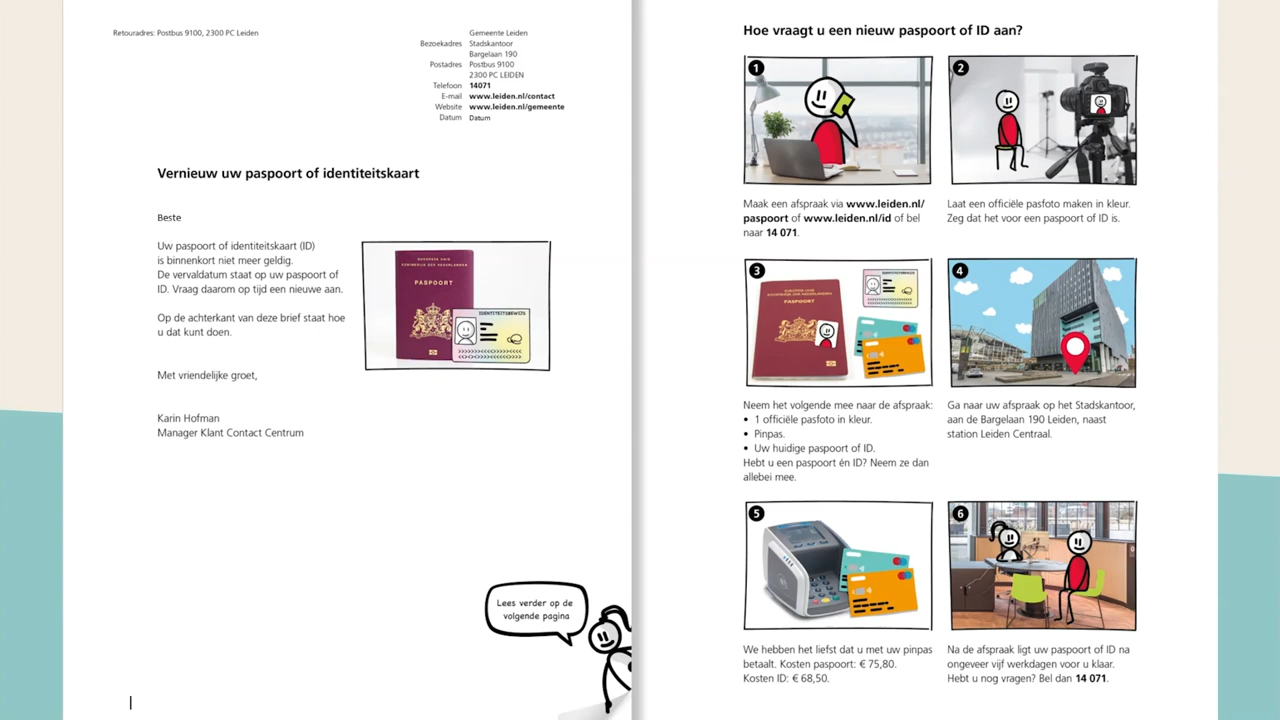 Retouradres: Postbus 9100, 2300 PC Leiden
Gemeente Leiden
Bezoekadres Stadskantoor
Bargelaan 190
Postadres Postbus 9100
2300 PC LEIDEN
Telefoon 14071
E-mail www.leiden.nl/contact
Website www.leiden.nl/gemeente
Datum Datum
Vernieuw uw paspoort of identiteitskaart
Beste
Uw paspoort of identiteitskaart (ID)
is binnenkort niet meer geldig.
De vervaldatum staat op uw paspoort of
ID. Vraag daarom op tijd een nieuwe aan.
Op de achterkant van deze brief staat hoe
u dat kunt doen.
EUROPESE UNIE
KONINKRIJK DER NEDERLANDEN
PASPOORT
IDENTITEITSBEWIJS
Met vriendelijke groet,
Karin Hofman
Manager Klant Contact Centrum
Lees verder op de
volgende pagina
Hoe vraagt u een nieuw paspoort of ID aan?
1
Maak een afspraak via www.leiden.nl/
paspoort of www.leiden.nl/id of bel
naar 14 071.
2
Laat een officiële pasfoto maken in kleur.
Zeg dat het voor een paspoort of ID is.
3
IDENTITEITSBEWIJS
EUROPESE UNIE
KONINKRIJK DER NEDERLANDEN
PASPOORT
Neem het volgende mee naar de afspraak:
• 1 officiële pasfoto in kleur.
• Pinpas.
• Uw huidige paspoort of ID.
Hebt u een paspoort én ID? Neem ze dan
allebei mee.
4
Ga naar uw afspraak op het Stadskantoor,
aan de Bargelaan 190 Leiden, naast
station Leiden Centraal.
5
We hebben het liefst dat u met uw pinpas
betaalt. Kosten paspoort: € 75,80.
Kosten ID: € 68,50.
6
Na de afspraak ligt uw paspoort of ID na
ongeveer vijf werkdagen voor u klaar.
Hebt u nog vragen? Bel dan 14 071.